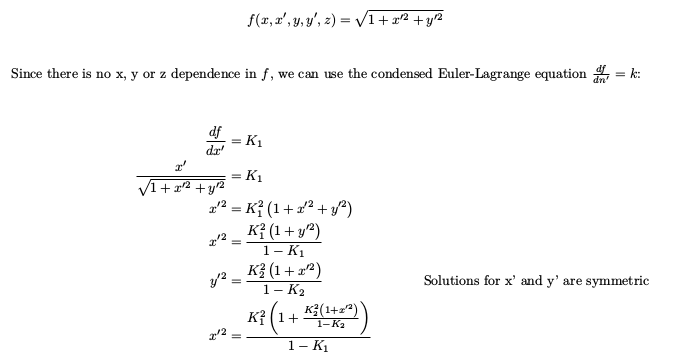 f(x, x′, y, y′, z) = √(1 + x′² + y′²)
Since there is no x, y or z dependence in f, we can use the condensed Euler-Lagrange equation df/dn′ = k:
df/dx′ = K₁
x′/√(1 + x′² + y′²) = K₁
x′² = K₁² (1 + x′² + y′²)
x′² = K₁² (1 + y′²)/(1 − K₁)
y′² = K₂² (1 + x′²)/(1 − K₂) Solutions for x' and y' are symmetric
x′² = K₁² (1 + K₂²(1+x′²)/(1−K₂))/(1 − K₁)